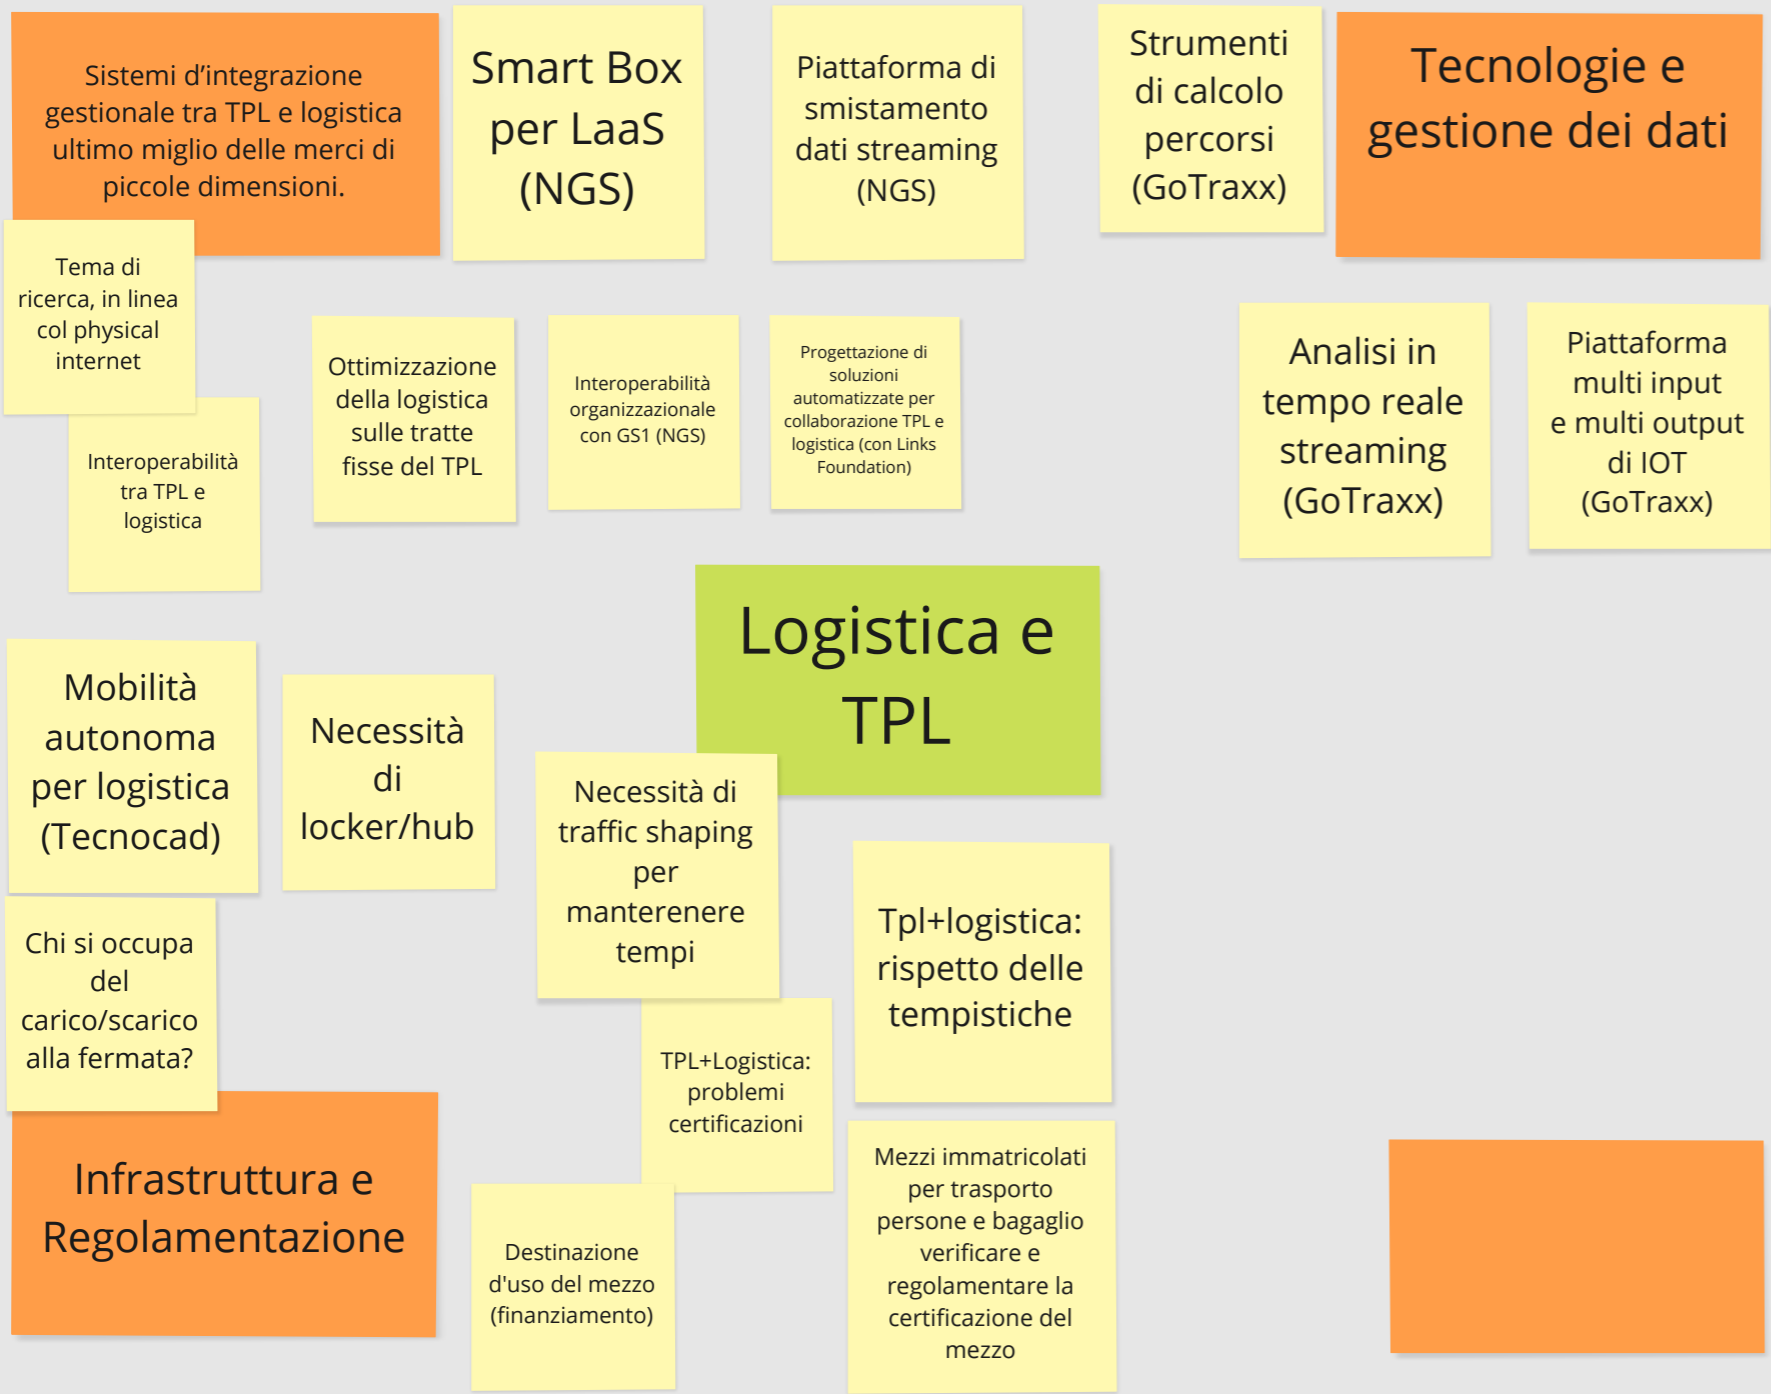 Sistemi d’integrazione
gestionale tra TPL e logistica
ultimo miglio delle merci di
piccole dimensioni.
Smart Box
per LaaS
(NGS)
Piattaforma di
smistamento
dati streaming
(NGS)
Strumenti
di calcolo
percorsi
(GoTraxx)
Tecnologie e
gestione dei dati
Tema di
ricerca, in linea
col physical
internet
Interoperabilità
tra TPL e
logistica
Ottimizzazione
della logistica
sulle tratte
fisse del TPL
Interoperabilità
organizzazionale
con GS1 (NGS)
Progettazione di
soluzioni
automatizzate per
collaborazione TPL e
logistica (con Links
Foundation)
Analisi in
tempo reale
streaming
(GoTraxx)
Piattaforma
multi input
e multi output
di IOT
(GoTraxx)
Logistica e
TPL
Mobilità
autonoma
per logistica
(Tecnocad)
Necessità
di
locker/hub
Necessità di
traffic shaping
per
manterenere
tempi
Tpl+logistica:
rispetto delle
tempistiche
Chi si occupa
del
carico/scarico
alla fermata?
TPL+Logistica:
problemi
certificazioni
Infrastruttura e
Regolamentazione
Destinazione
d'uso del mezzo
(finanziamento)
Mezzi immatricolati
per trasporto
persone e bagaglio
verificare e
regolamentare la
certificazione del
mezzo